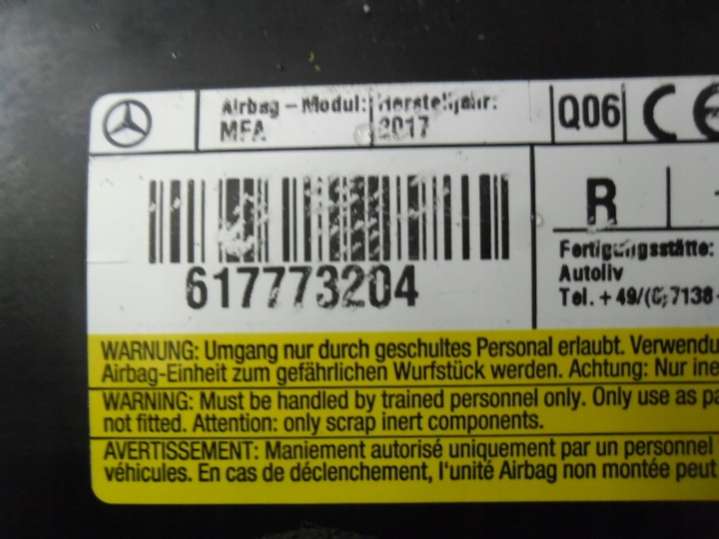 Airbag - Modul: Herstelljahr: Q06 CE
MFA 2017
R
617773204
Fertigungsstätte:
Autoliv
Tel. + 49/(0)7138
WARNUNG: Umgang nur durch geschultes Personal erlaubt.
Airbag-Einheit zum gefährlichen Wurfstück werden. Achtung: Nur
WARNING: Must be handled by trained personnel only. Only use as
not fitted. Attention: only scrap inert components.
AVERTISSEMENT: Maniement autorisé uniquement par un personnel
véhicules. En cas de déclenchement, l'unité Airbag non montée peut